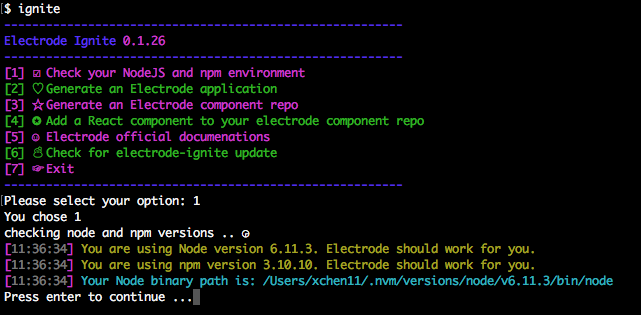 $ ignite
---------------------------------------------------------
Electrode Ignite 0.1.26
---------------------------------------------------------
[1] ☑ Check your NodeJS and npm environment
[2] ♡ Generate an Electrode application
[3] ☆ Generate an Electrode component repo
[4] ✪ Add a React component to your electrode component repo
[5] ☺ Electrode official documenations
[6] ☃ Check for electrode-ignite update
[7] ☞ Exit
---------------------------------------------------------
Please select your option: 1
You chose 1
checking node and npm versions ..
[11:36:34] You are using Node version 6.11.3. Electrode should work for you.
[11:36:34] You are using npm version 3.10.10. Electrode should work for you.
[11:36:34] Your Node binary path is: /Users/xchen11/.nvm/versions/node/v6.11.3/bin/node
Press enter to continue ...